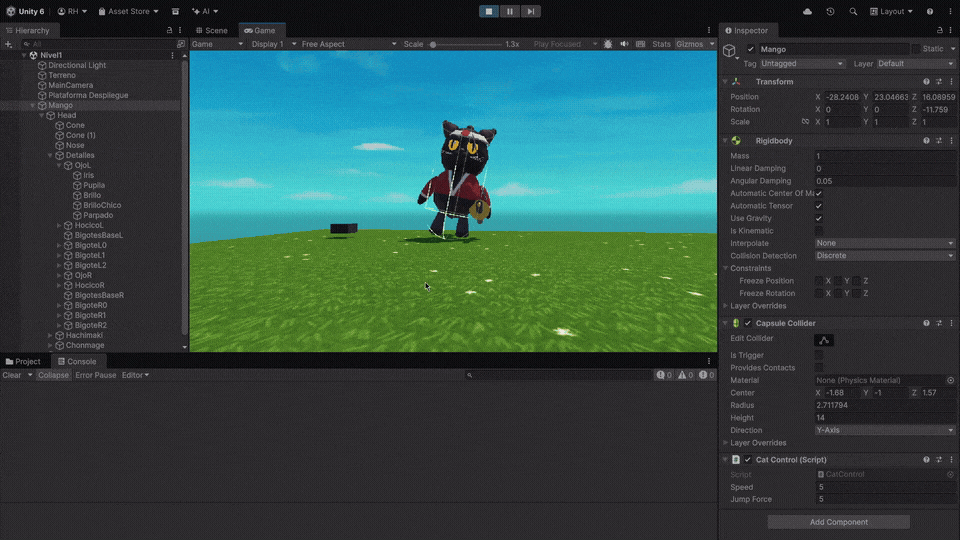 Unity 6
RH
Asset Store
AI
Layout
Hierarchy
All
Nivel1
Directional Light
Terreno
MainCamera
Plataforma Despliegue
Mango
Head
Cone
Cone (1)
Nose
Detalles
OjoL
Iris
Pupila
Brillo
BrilloChico
Parpado
HocicoL
BigotesBaseL
BigoteL0
BigoteL1
BigoteL2
OjoR
HocicoR
BigotesBaseR
BigoteR0
BigoteR1
BigoteR2
Hachimaki
Chonmage
Scene
Game
Game
Display 1
Free Aspect
Scale
1.3x
Play Focused
Stats
Gizmos
Project
Console
Clear
Collapse
Error Pause
Editor
0
0
0
Inspector
Mango
Static
Tag Untagged
Layer Default
Transform
Position X -28.2408 Y 23.04663 Z 16.08959
Rotation X 0 Y 0 Z -11.759
Scale X 1 Y 1 Z 1
Rigidbody
Mass 1
Linear Damping 0
Angular Damping 0.05
Automatic Center Of Ma
Automatic Tensor
Use Gravity
Is Kinematic
Interpolate None
Collision Detection Discrete
Constraints
Freeze Position X Y Z
Freeze Rotation X Y Z
Layer Overrides
Capsule Collider
Edit Collider
Is Trigger
Provides Contacts
Material None (Physics Material)
Center X -1.68 Y -1 Z 1.57
Radius 2.711794
Height 14
Direction Y-Axis
Layer Overrides
Cat Control (Script)
Script CatControl
Speed 5
Jump Force 5
Add Component